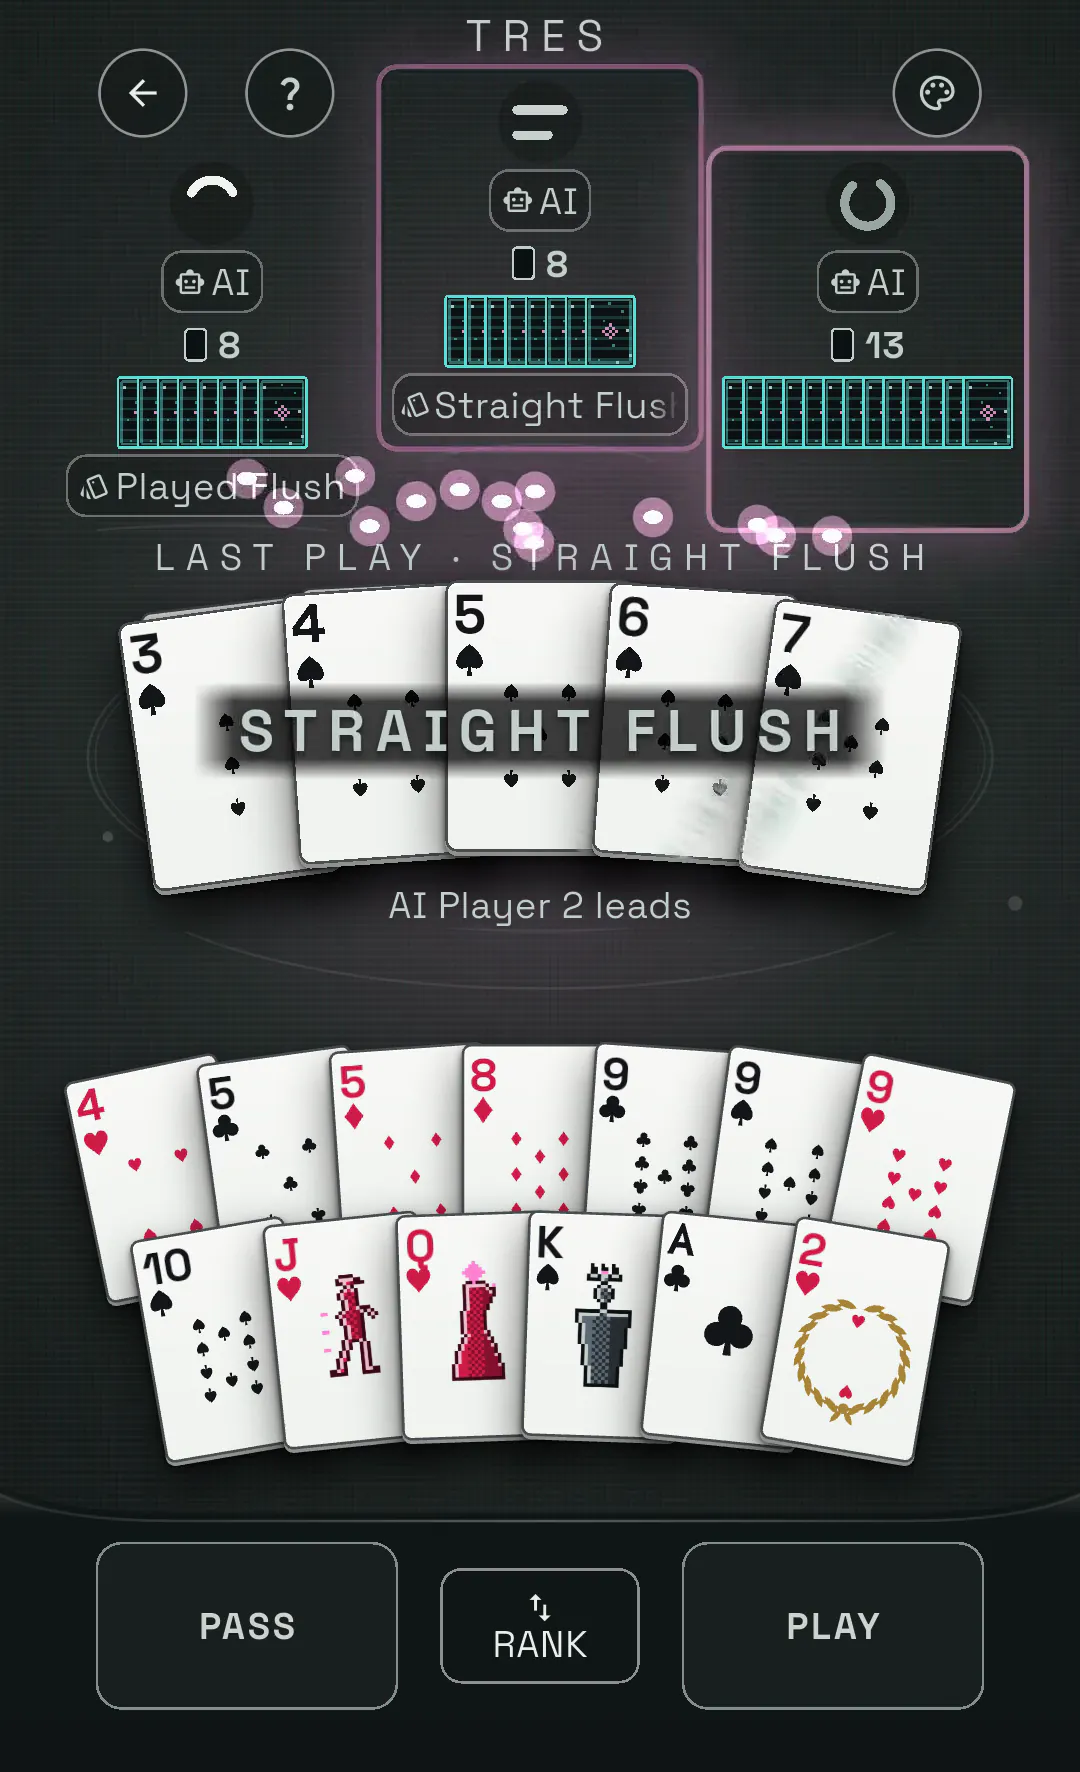 TRES
?
AI
8
Straight Flus
AI
8
Played Flush
AI
13
LAST PLAY · STRAIGHT FLUSH
3
4
5
6
7
STRAIGHT FLUSH
AI Player 2 leads
4
5
5
8
9
9
9
10
J
Q
K
A
2
PASS
RANK
PLAY